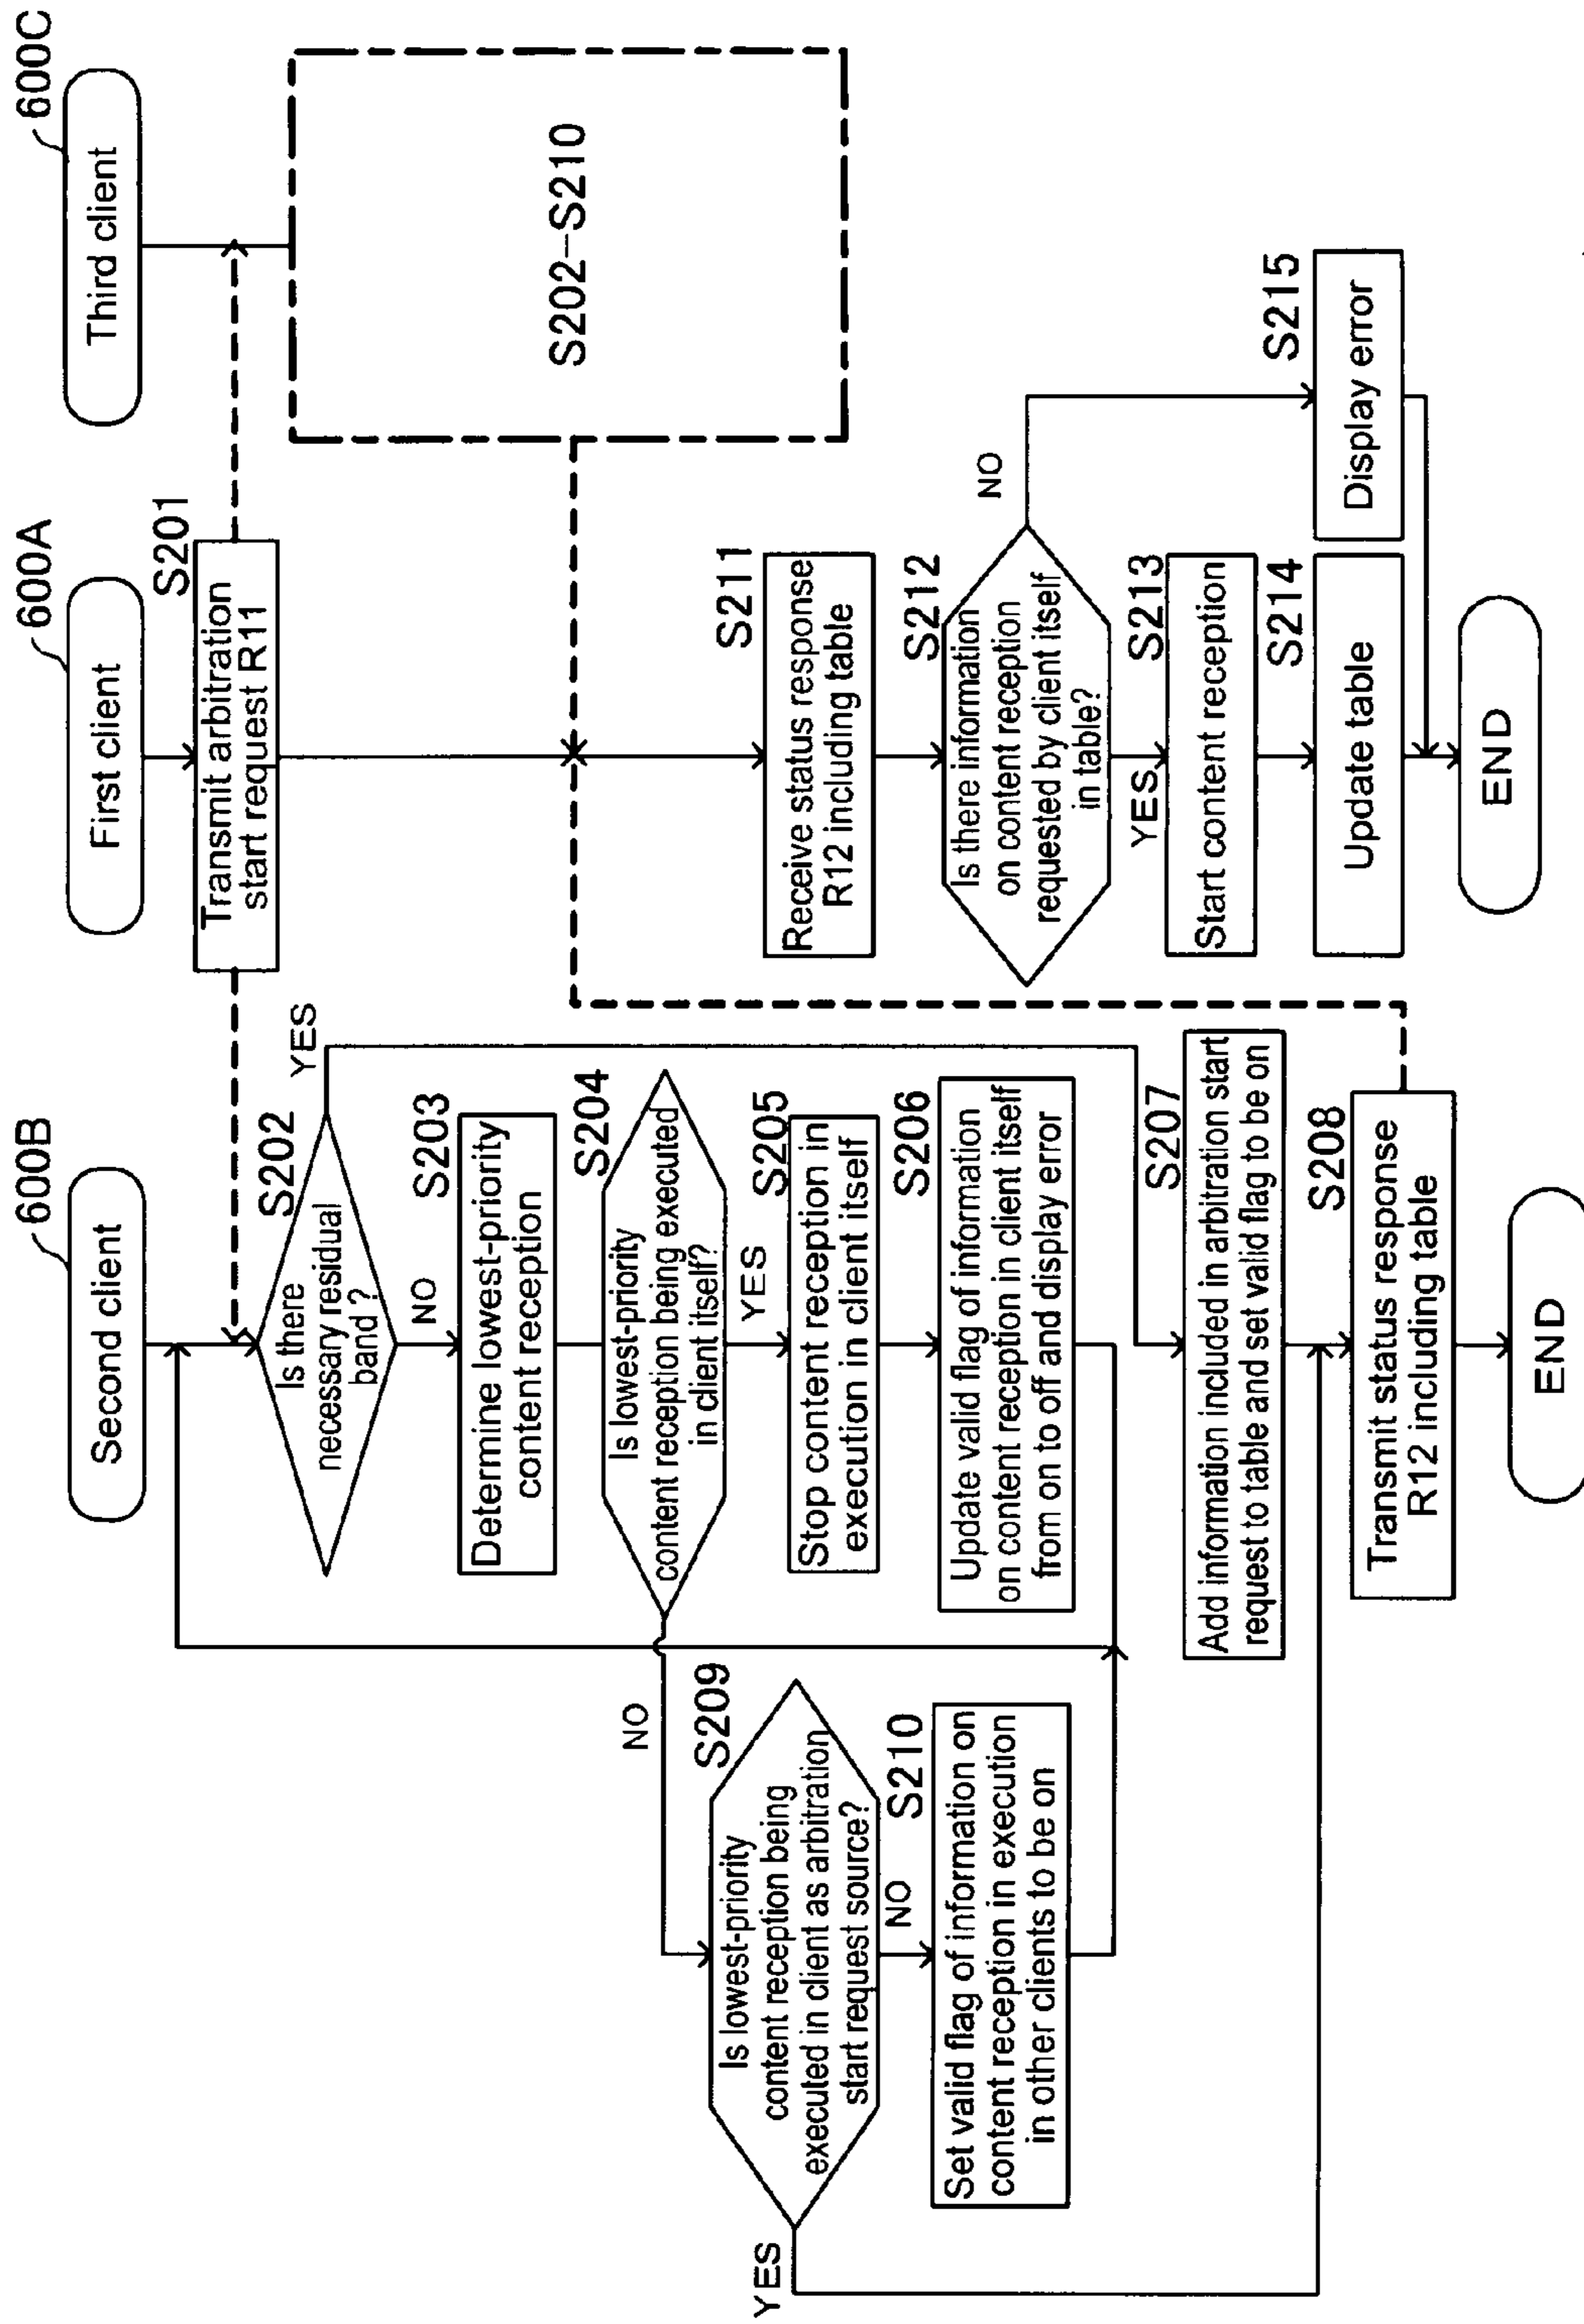 600B
Second client
S202
Is there
necessary residual
band ?
YES
NO
S203
Determine lowest-priority
content reception
S204
Is lowest-priority
content reception being executed
in client itself?
YES
NO
S205
Stop content reception in
execution in client itself
S206
Update valid flag of information
on content reception in client itself
from on to off and display error
S209
Is lowest-priority
content reception being
executed in client as arbitration
start request source?
YES
NO
S210
Set valid flag of information on
content reception in execution
in other clients to be on
S207
Add information included in arbitration start
request to table and set valid flag to be on
S208
Transmit status response
R12 including table
END
600A
First client
S201
Transmit arbitration
start request R11
S211
Receive status response
R12 including table
S212
Is there information
on content reception
requested by client itself
in table?
NO
YES
S213
Start content reception
S214
Update table
S215
Display error
END
600C
Third client
S202–S210